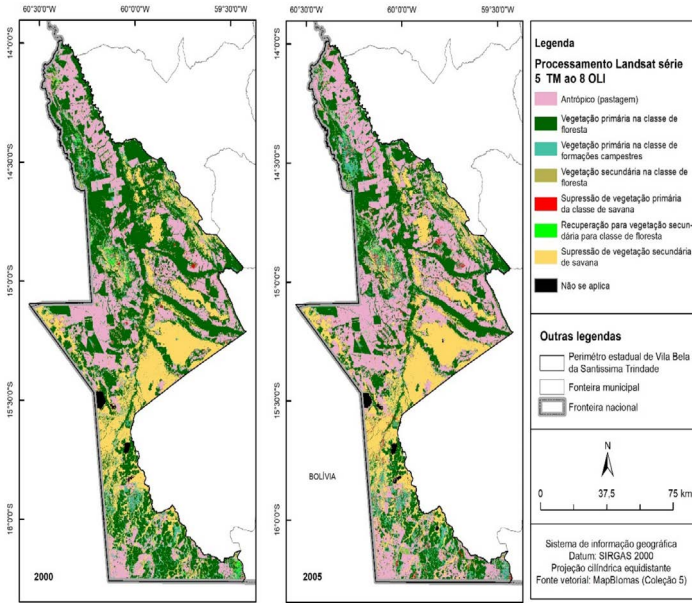 60°30'0"W 60°0'0"W
60°30'0"W 60°0'0"W 59°30'0"W
14°0'0"S
14°30'0"S
15°0'0"S
15°30'0"S
16°0'0"S
2000
14°0'0"S
14°30'0"S
15°0'0"S
15°30'0"S
16°0'0"S
BOLÍVIA
2005
Legenda
Processamento Landsat série
5 TM ao 8 OLI
Antrópico (pastagem)
Vegetação primária na classe de
floresta
Vegetação primária na classe de
formações campestres
Vegetação secundária na classe de
floresta
Supressão de vegetação primária
da classe de savana
Recuperação para vegetação secun-
dária para classe de floresta
Supressão de vegetação secundária
de savana
Não se aplica
Outras legendas
Perimétro estadual de Vila Bela
da Santíssima Trindade
Fonteira municipal
Fronteira nacional
N
0 37,5 75 km
Sistema de informação geográfica
Datum: SIRGAS 2000
Projeção cilíndrica equidistante
Fonte vetorial: MapBIomas (Coleção 5)